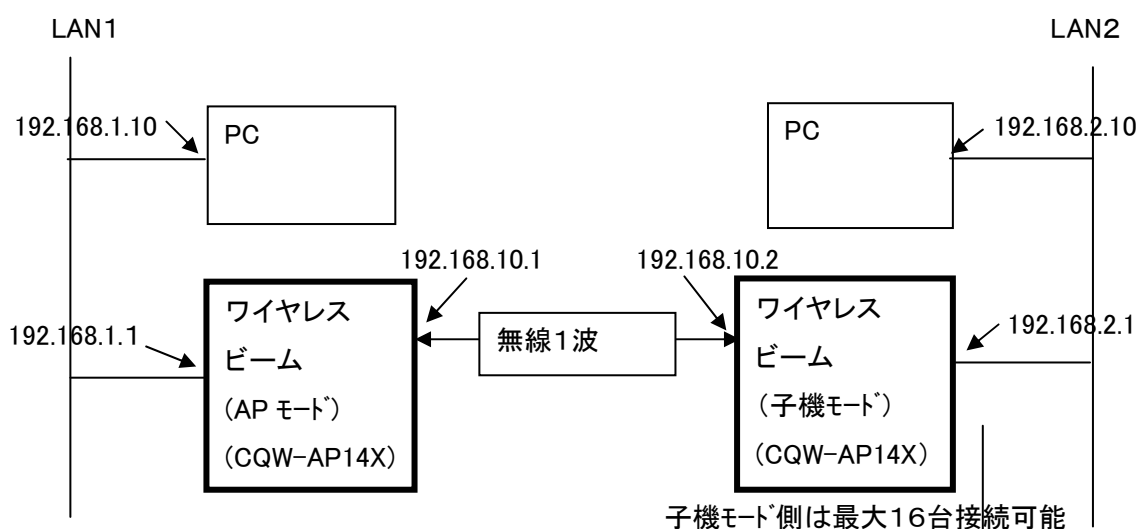 LAN1
LAN2
192.168.1.10
PC
PC
192.168.2.10
192.168.10.1
192.168.10.2
192.168.1.1
ワイヤレス
ビーム
(AP モード)
(CQW-AP14X)
無線1波
ワイヤレス
ビーム
(子機モード)
(CQW-AP14X)
192.168.2.1
子機モード側は最大16台接続可能